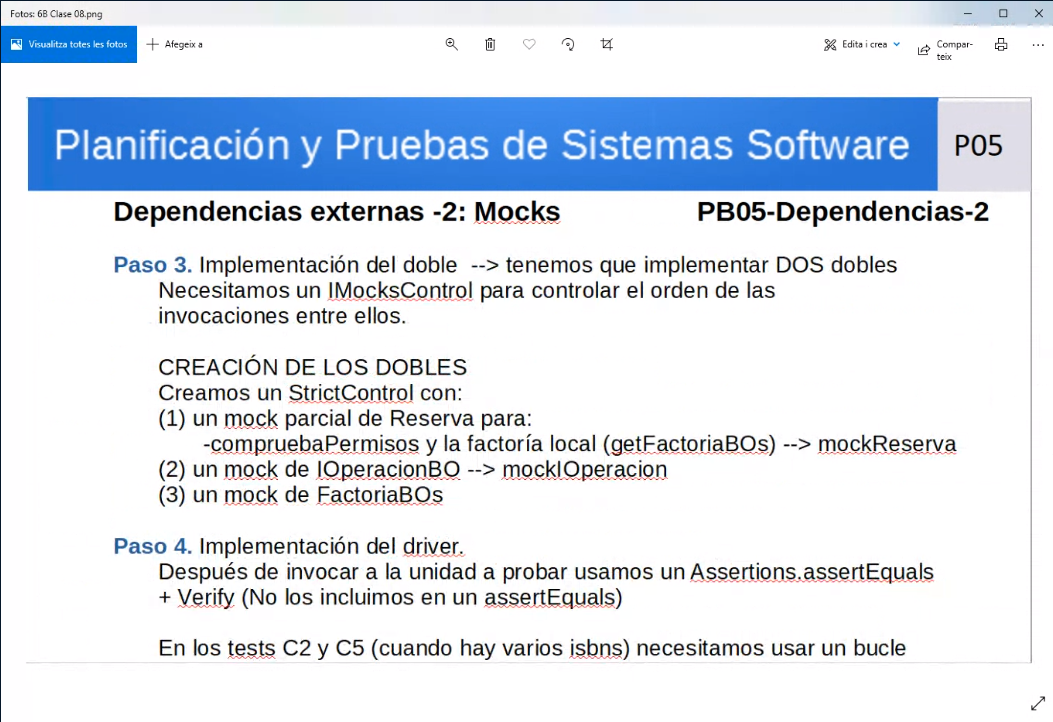 Fotos: 6B Clase 08.png
Visualitza totes les fotos
Afegeix a
Edita i crea
Compar-
teix
Planificación y Pruebas de Sistemas Software
P05
Dependencias externas -2: Mocks PB05-Dependencias-2
Paso 3. Implementación del doble --> tenemos que implementar DOS dobles
Necesitamos un IMocksControl para controlar el orden de las
invocaciones entre ellos.
CREACIÓN DE LOS DOBLES
Creamos un StrictControl con:
(1) un mock parcial de Reserva para:
-compruebaPermisos y la factoría local (getFactoriaBOs) --> mockReserva
(2) un mock de IOperacionBO --> mockIOperacion
(3) un mock de FactoriaBOs
Paso 4. Implementación del driver.
Después de invocar a la unidad a probar usamos un Assertions.assertEquals
+ Verify (No los incluimos en un assertEquals)
En los tests C2 y C5 (cuando hay varios isbns) necesitamos usar un bucle